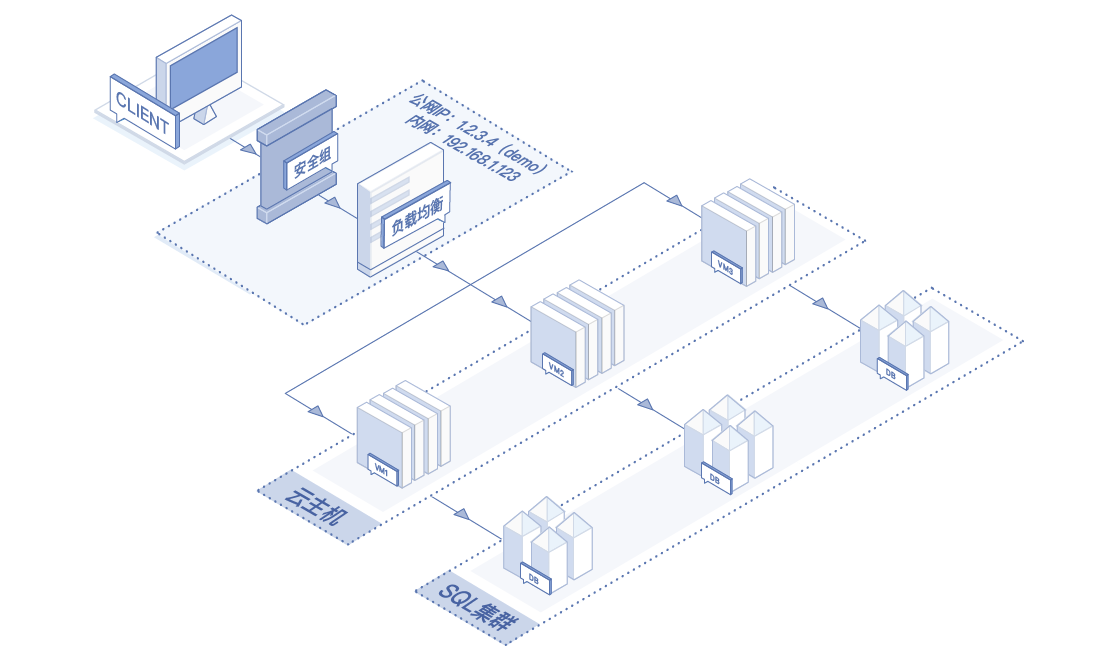 CLIENT
安全组
公网IP：1.2.3.4（demo）
内网：192.168.1.123
负载均衡
VM3
VM2
VM1
DB
DB
DB
云主机
SQL集群